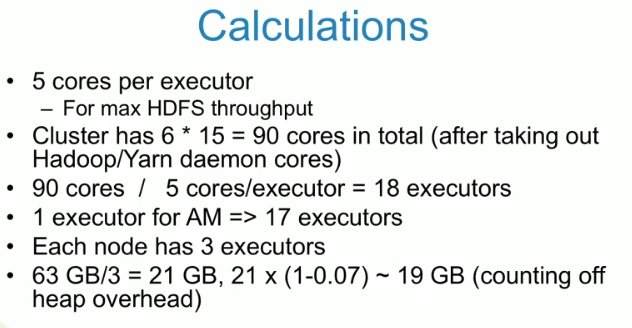 Calculations
• 5 cores per executor
– For max HDFS throughput
• Cluster has 6 * 15 = 90 cores in total (after taking out
Hadoop/Yarn daemon cores)
• 90 cores / 5 cores/executor = 18 executors
• 1 executor for AM => 17 executors
• Each node has 3 executors
• 63 GB/3 = 21 GB, 21 x (1-0.07) ~ 19 GB (counting off
heap overhead)